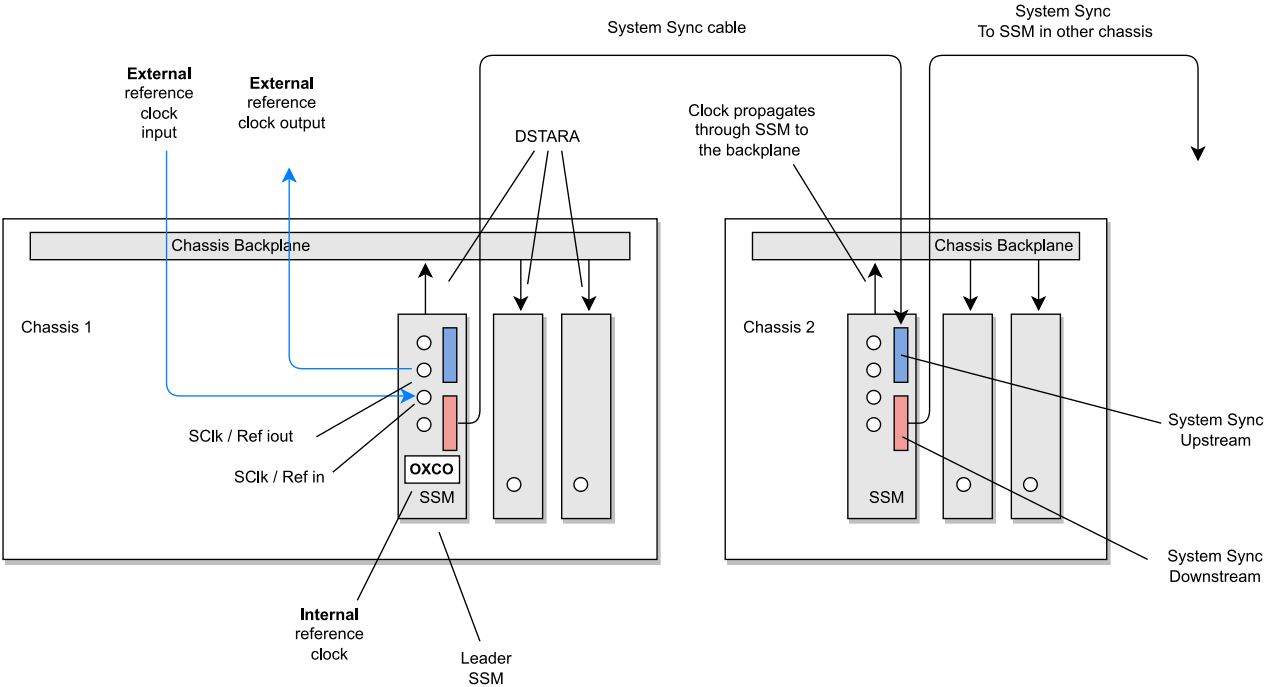 System Sync
To SSM in other chassis
System Sync cable
External
reference
clock
input
External
reference
clock output
DSTARA
Clock propagates
through SSM to
the backplane
Chassis Backplane
Chassis Backplane
Chassis 1
Chassis 2
SClk / Ref iout
SClk / Ref in
OXCO
SSM
SSM
System Sync
Upstream
System Sync
Downstream
Internal
reference
clock
Leader
SSM